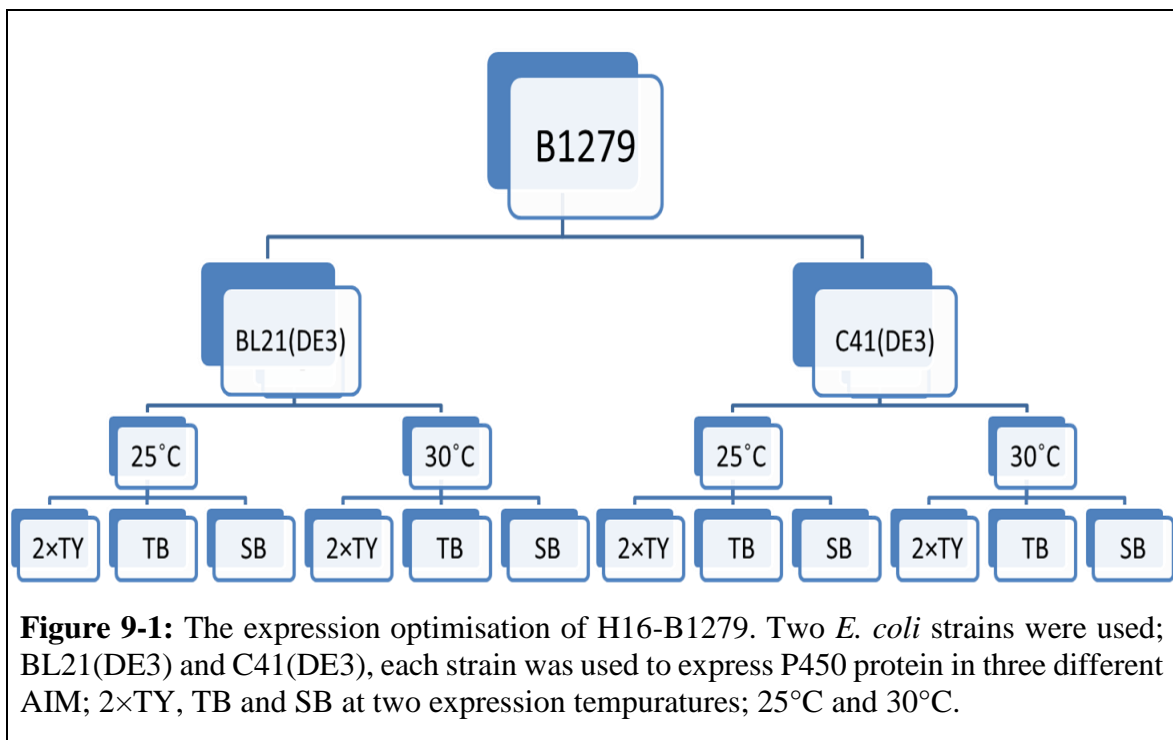 B1279
BL21(DE3)
C41(DE3)
25°C
30°C
25°C
30°C
2×TY
TB
SB
2×TY
TB
SB
2×TY
TB
SB
2×TY
TB
SB
Figure 9-1: The expression optimisation of H16-B1279. Two E. coli strains were used;
BL21(DE3) and C41(DE3), each strain was used to express P450 protein in three different
AIM; 2×TY, TB and SB at two expression tempuratures; 25°C and 30°C.